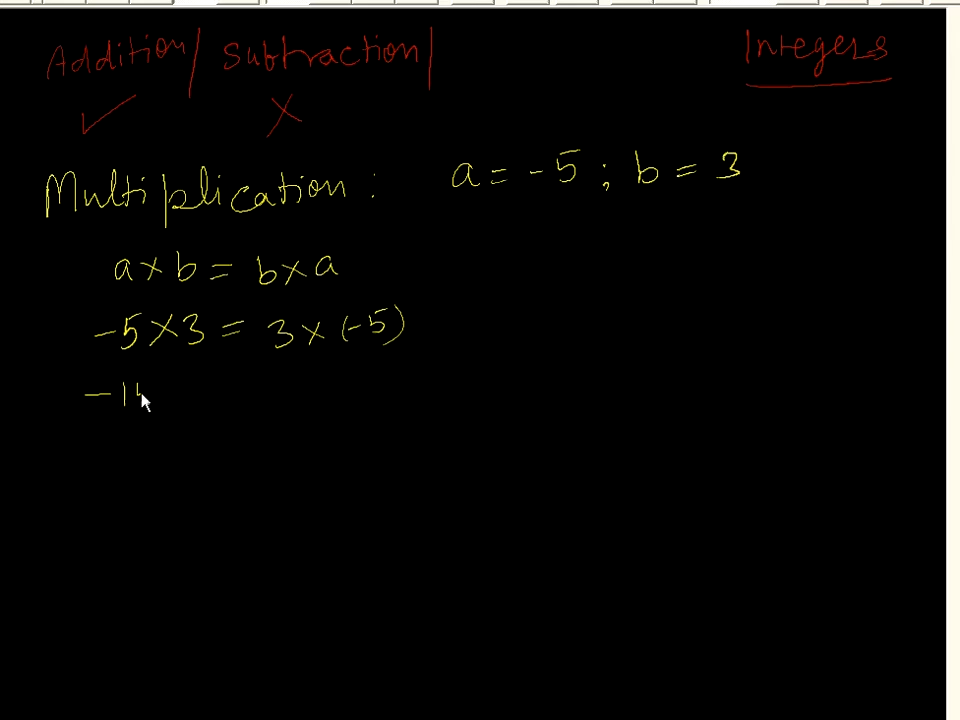 Addition/ Subtraction/ Integers
✓ ✗
Multiplication : a = -5 ; b = 3
a × b = b × a
-5 × 3 = 3 × (-5)